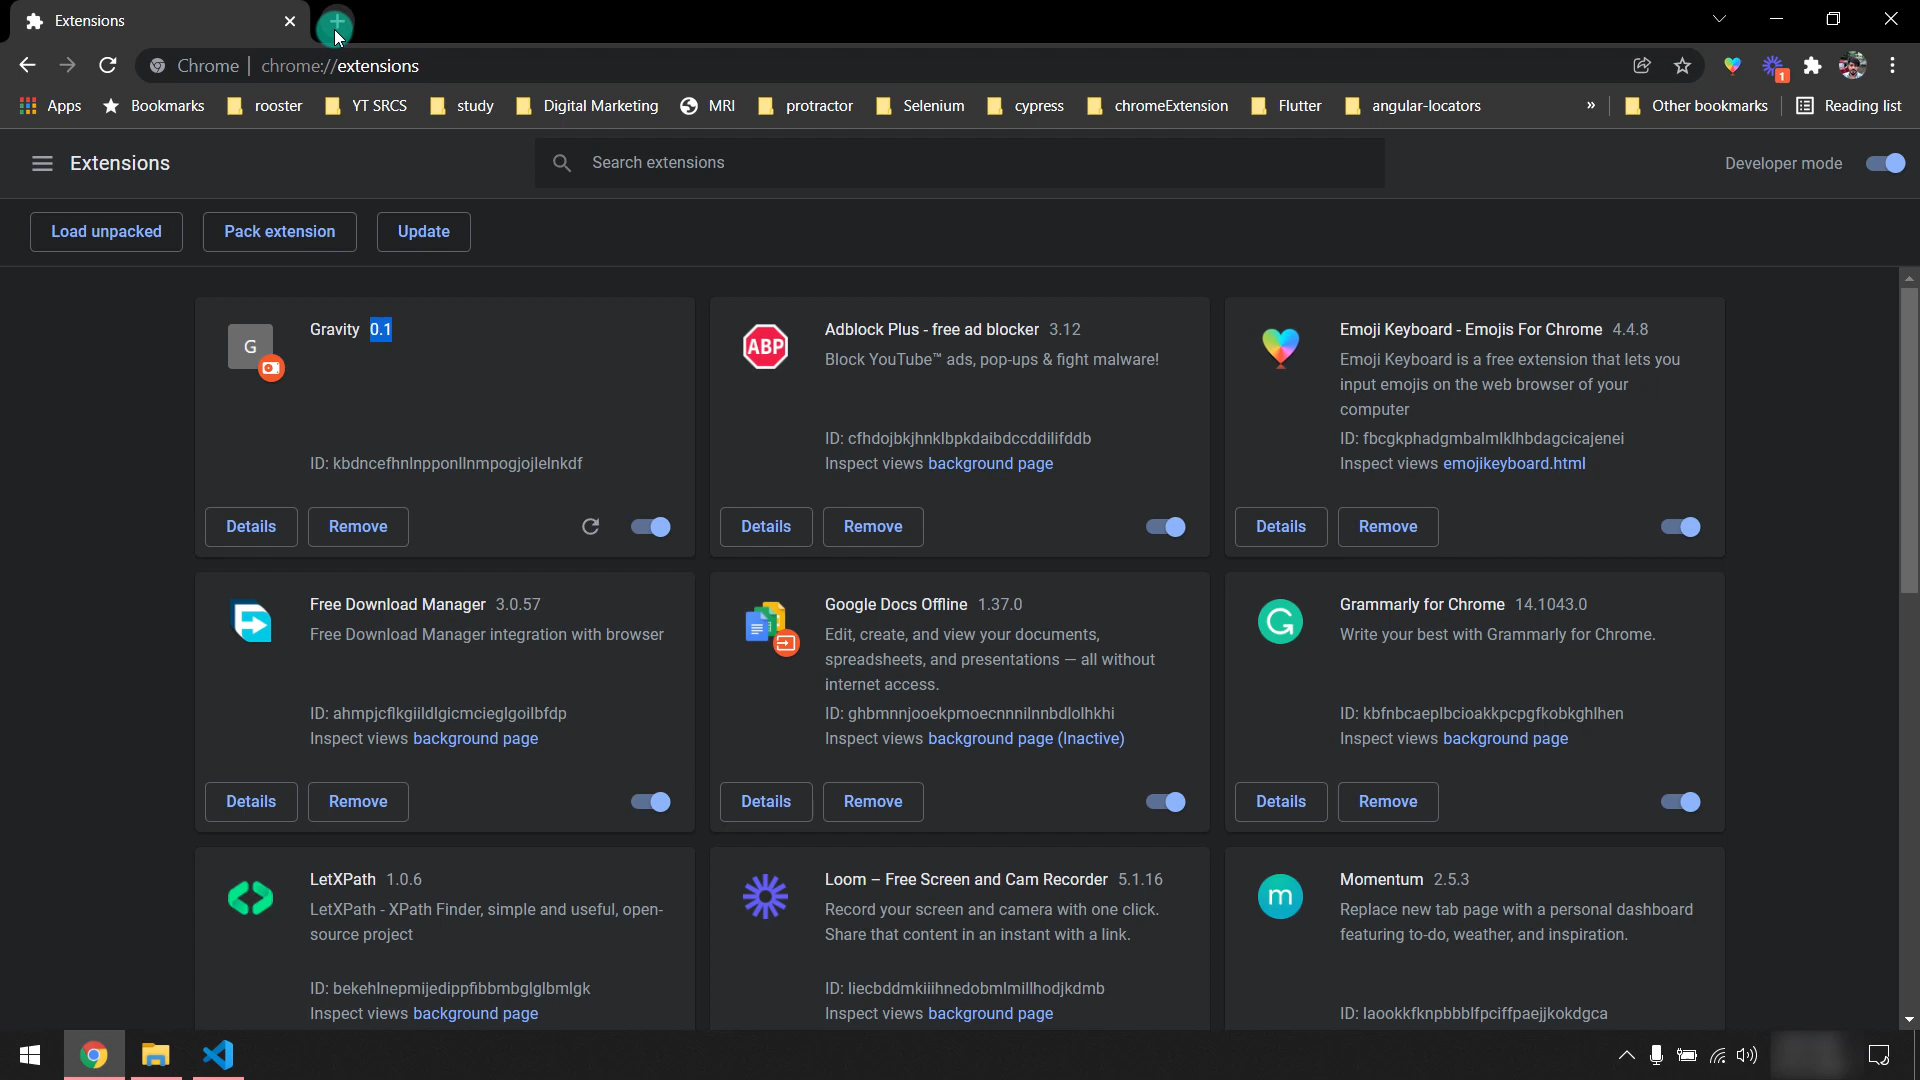 Extensions
Chrome | chrome://extensions
1
Apps Bookmarks rooster YT SRCS study Digital Marketing MRI protractor Selenium cypress chromeExtension Flutter angular-locators » Other bookmarks Reading list
Extensions
Search extensions
Developer mode
Load unpacked
Pack extension
Update
G
Gravity 0.1
ID: kbdncefhnlnpponllnmpogjojlelnkdf
Details
Remove
ABP
Adblock Plus - free ad blocker 3.12
Block YouTube™ ads, pop-ups & fight malware!
ID: cfhdojbkjhnklbpkdaibdccddilifddb
Inspect views background page
Details
Remove
Emoji Keyboard - Emojis For Chrome 4.4.8
Emoji Keyboard is a free extension that lets you
input emojis on the web browser of your
computer
ID: fbcgkphadgmbalmlklhbdagcicajenei
Inspect views emojikeyboard.html
Details
Remove
Free Download Manager 3.0.57
Free Download Manager integration with browser
ID: ahmpjcflkgiildlgicmcieglgoilbfdp
Inspect views background page
Details
Remove
Google Docs Offline 1.37.0
Edit, create, and view your documents,
spreadsheets, and presentations — all without
internet access.
ID: ghbmnnjooekpmoecnnnilnnbdlolhkhi
Inspect views background page (Inactive)
Details
Remove
Grammarly for Chrome 14.1043.0
Write your best with Grammarly for Chrome.
ID: kbfnbcaeplbcioakkpcpgfkobkghlhen
Inspect views background page
Details
Remove
LetXPath 1.0.6
LetXPath - XPath Finder, simple and useful, open-
source project
ID: bekehlnepmijedippfibbmbglglbmlgk
Inspect views background page
Loom – Free Screen and Cam Recorder 5.1.16
Record your screen and camera with one click.
Share that content in an instant with a link.
ID: liecbddmkiiihnedobmlmillhodjkdmb
Inspect views background page
m
Momentum 2.5.3
Replace new tab page with a personal dashboard
featuring to-do, weather, and inspiration.
ID: laookkfknpbbblfpciffpaejjkokdgca